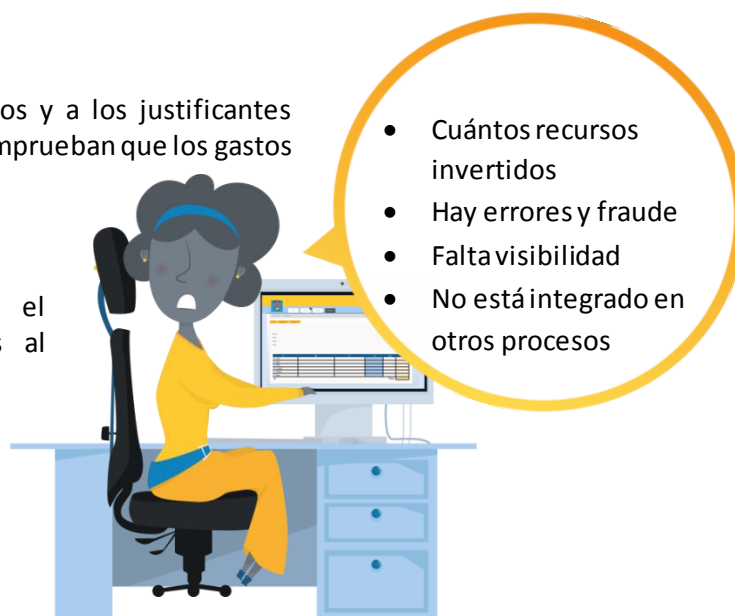 os y a los justificantes
prueban que los gastos
el
al
• Cuántos recursos
invertidos
• Hay errores y fraude
• Falta visibilidad
• No está integrado en
otros procesos